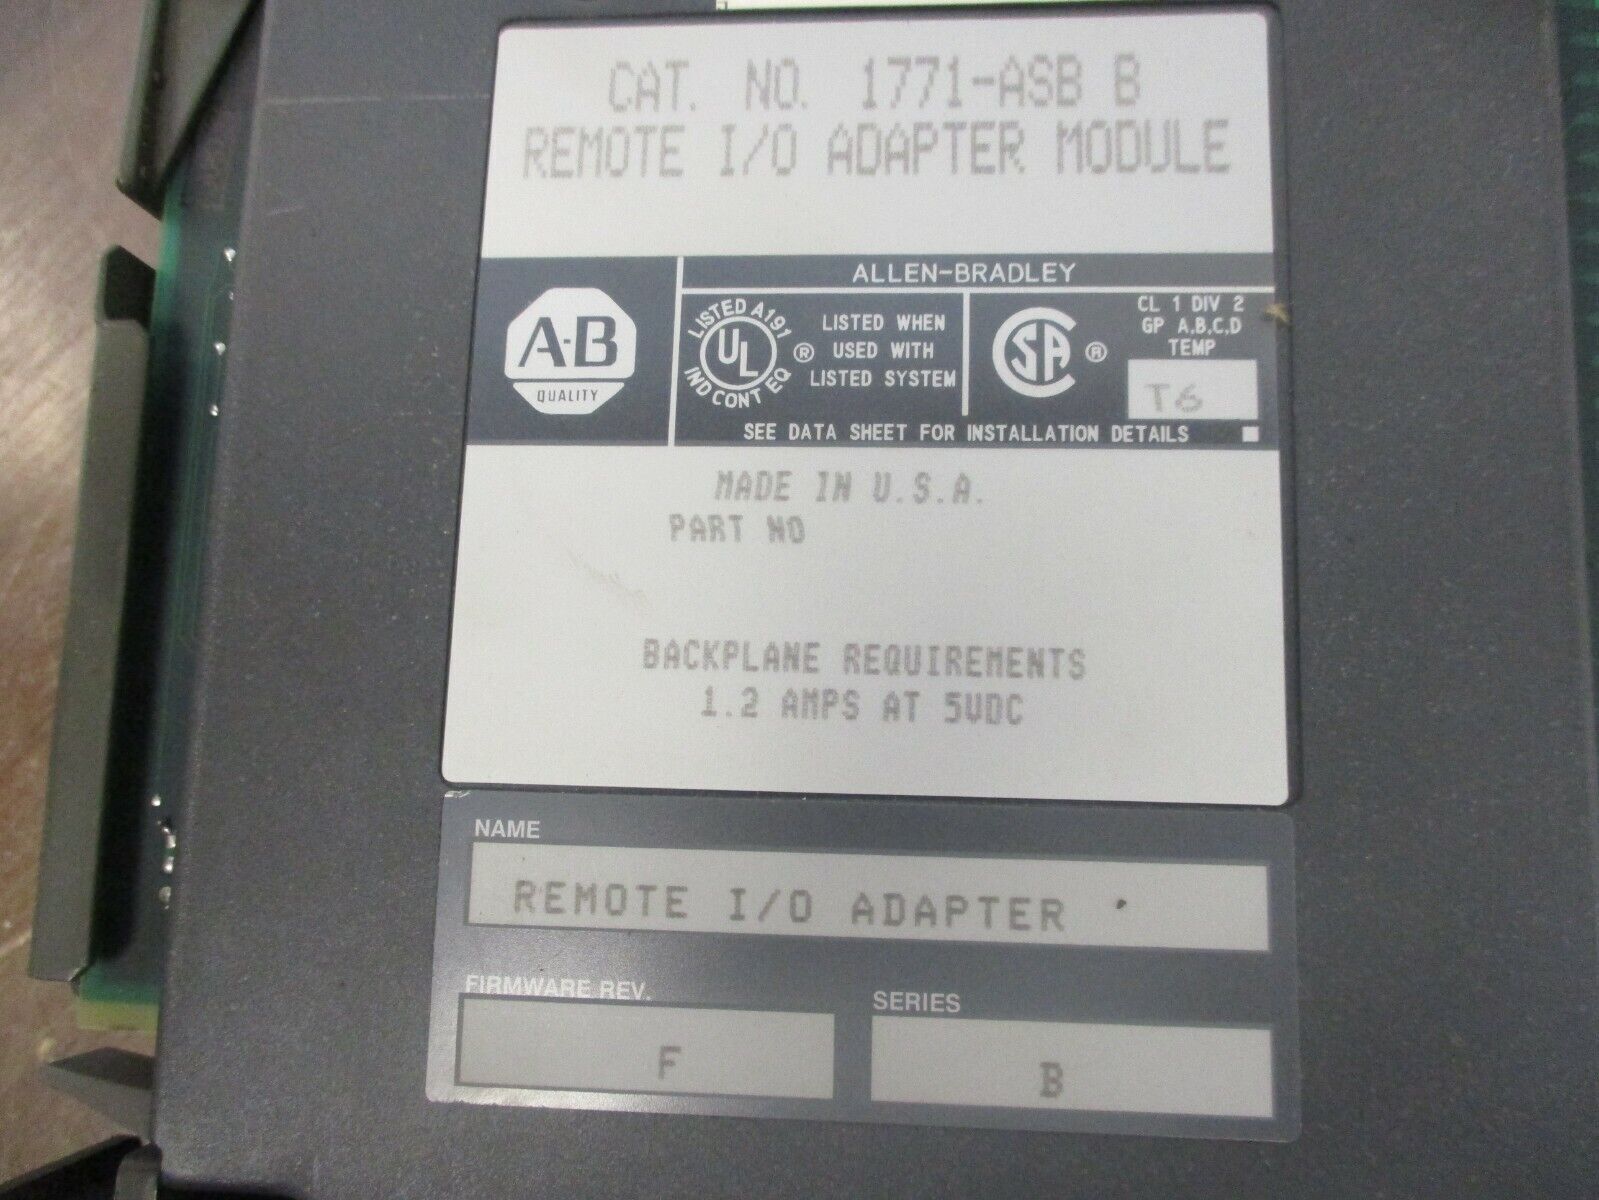 CAT. NO. 1771-ASB B
REMOTE I/O ADAPTER MODULE
ALLEN-BRADLEY
A-B
QUALITY
LISTED A191
UL
IND CONT EQ
®
LISTED WHEN
USED WITH
LISTED SYSTEM
CSA
®
CL 1 DIV 2
GP A,B,C,D
TEMP
T6
SEE DATA SHEET FOR INSTALLATION DETAILS
MADE IN U.S.A.
PART NO
BACKPLANE REQUIREMENTS
1.2 AMPS AT 5VDC
NAME
REMOTE I/O ADAPTER
FIRMWARE REV.
SERIES
F
B